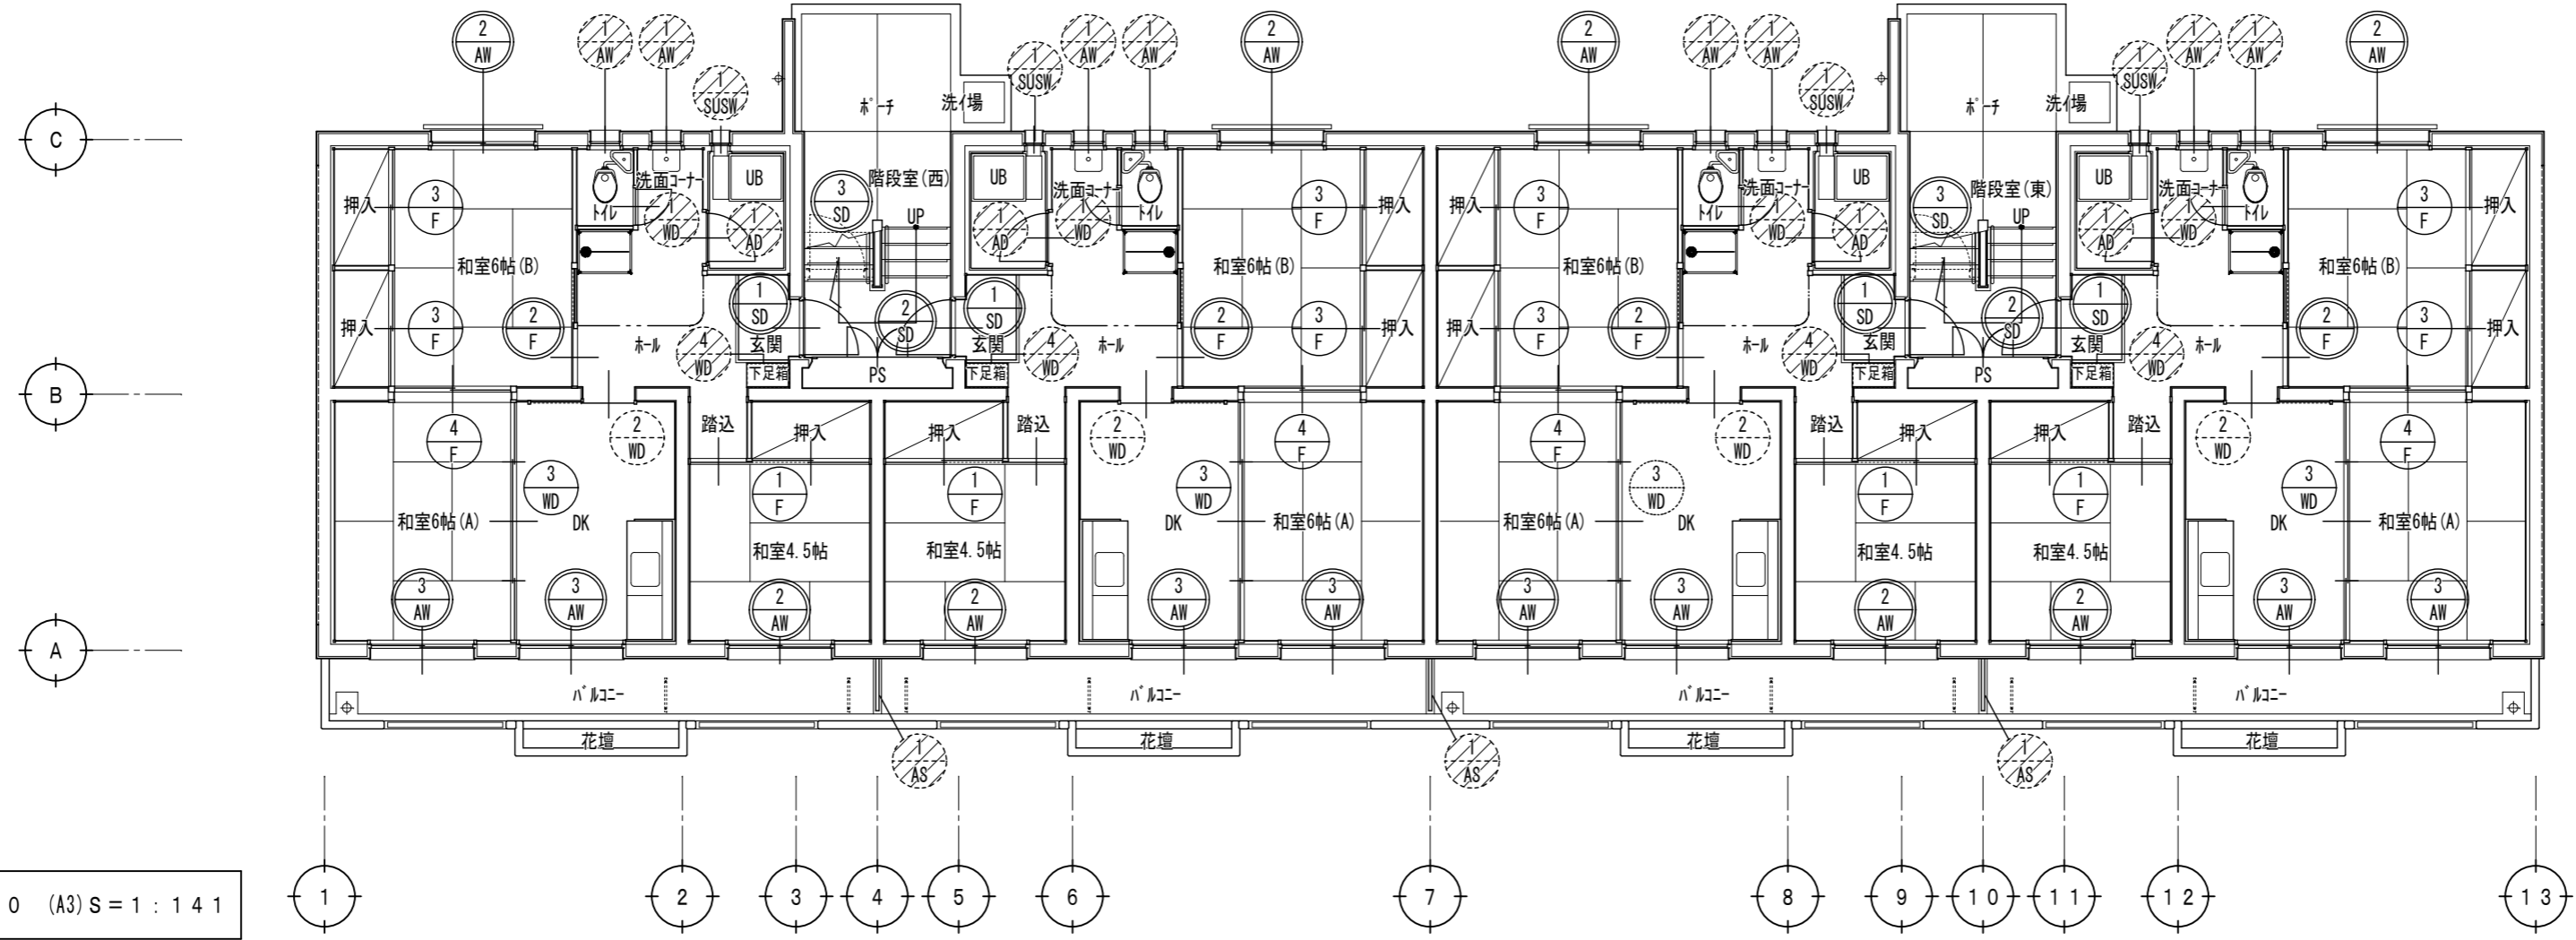 2 AW
1 AW
1 AW
1 SUSW
1 SUSW
1 AW
1 AW
2 AW
2 AW
1 AW
1 AW
1 SUSW
1 SUSW
1 AW
1 AW
2 AW
ポーチ
洗い場
ポーチ
洗い場
C
押入
3 F
トイレ
洗面コーナー
1 WD
UB
1 AD
3 SD
階段室(西)
UP
UB
1 AD
洗面コーナー
1 WD
トイレ
3 F
押入
押入
3 F
トイレ
洗面コーナー
1 WD
UB
1 AD
3 SD
階段室(東)
UP
UB
1 AD
洗面コーナー
1 WD
トイレ
3 F
押入
和室6帖(B)
和室6帖(B)
和室6帖(B)
和室6帖(B)
押入
3 F
2 F
ホール
4 WD
1 SD
玄関
下足箱
2 SD
PS
1 SD
玄関
下足箱
4 WD
ホール
2 F
3 F
押入
押入
3 F
2 F
ホール
4 WD
1 SD
玄関
下足箱
2 SD
PS
1 SD
玄関
下足箱
4 WD
ホール
2 F
3 F
押入
B
4 F
2 WD
踏込
押入
押入
踏込
2 WD
4 F
4 F
2 WD
踏込
押入
押入
踏込
2 WD
4 F
3 WD
1 F
1 F
3 WD
3 WD
1 F
1 F
3 WD
和室6帖(A)
DK
和室4.5帖
和室4.5帖
DK
和室6帖(A)
和室6帖(A)
DK
和室4.5帖
和室4.5帖
DK
和室6帖(A)
3 AW
3 AW
2 AW
2 AW
3 AW
3 AW
3 AW
3 AW
2 AW
2 AW
3 AW
3 AW
A
バルコニー
バルコニー
バルコニー
バルコニー
花壇
花壇
花壇
花壇
1 AS
1 AS
1 AS
0 (A3) S=1:141
1
2
3
4
5
6
7
8
9
10
11
12
13